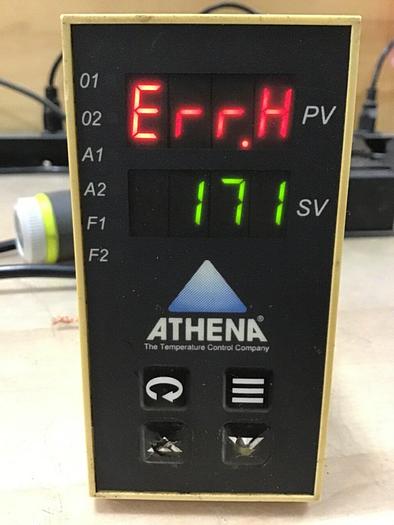 01
Err.H PV
02
A1
A2
171 SV
F1
F2
ATHENA®
The Temperature Control Company